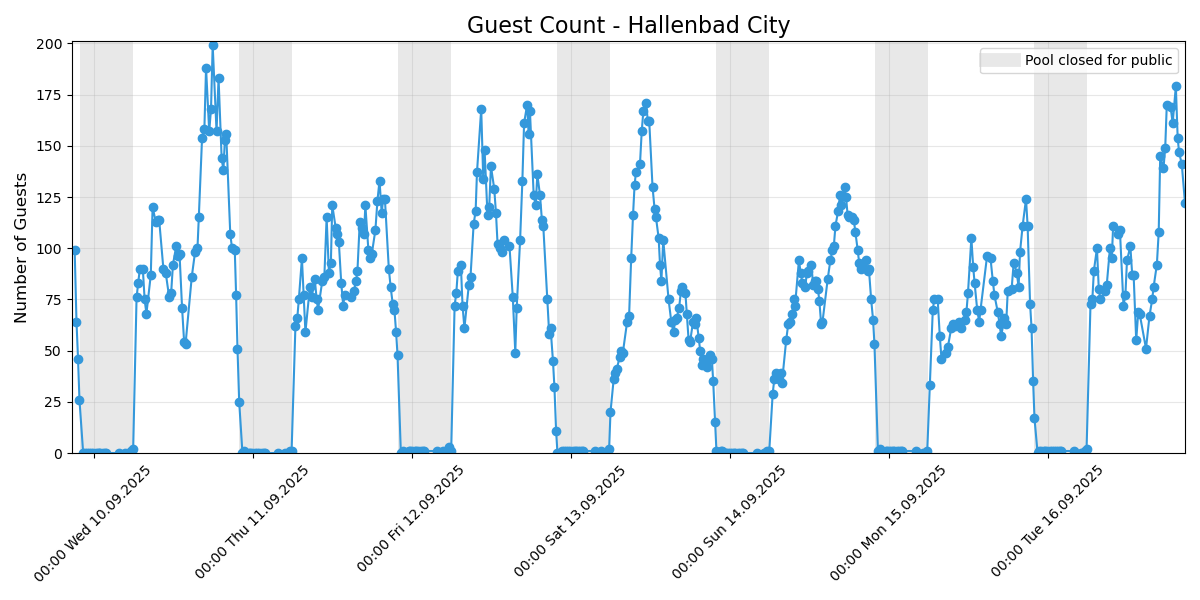 Guest Count - Hallenbad City
Pool closed for public
Number of Guests
200
175
150
125
100
75
50
25
0
00:00 Wed 10.09.2025
00:00 Thu 11.09.2025
00:00 Fri 12.09.2025
00:00 Sat 13.09.2025
00:00 Sun 14.09.2025
00:00 Mon 15.09.2025
00:00 Tue 16.09.2025